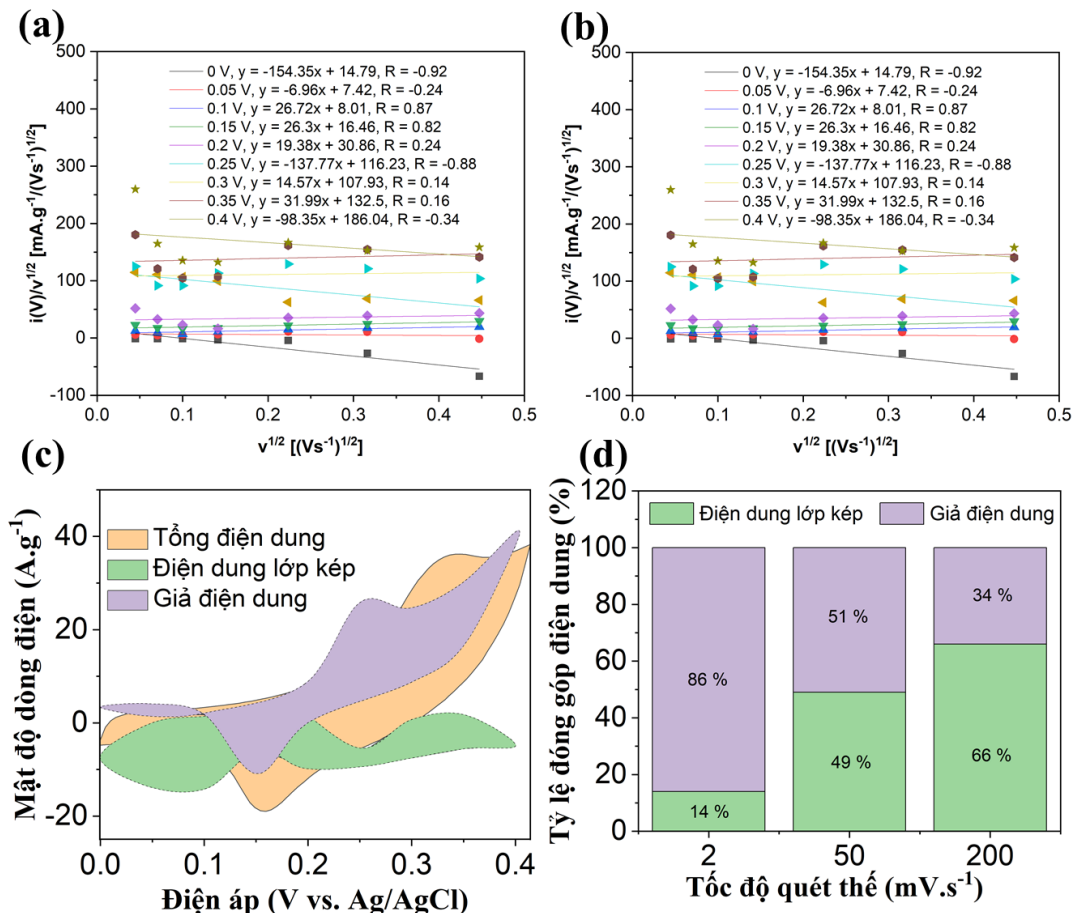 (a)
500
400
300
200
100
0
-100
0 V, y = -154.35x + 14.79, R = -0.92
0.05 V, y = -6.96x + 7.42, R = -0.24
0.1 V, y = 26.72x + 8.01, R = 0.87
0.15 V, y = 26.3x + 16.46, R = 0.82
0.2 V, y = 19.38x + 30.86, R = 0.24
0.25 V, y = -137.77x + 116.23, R = -0.88
0.3 V, y = 14.57x + 107.93, R = 0.14
0.35 V, y = 31.99x + 132.5, R = 0.16
0.4 V, y = -98.35x + 186.04, R = -0.34
i(V)/v^1/2 [mA.g^-1/(Vs^-1)^1/2]
0.0 0.1 0.2 0.3 0.4 0.5
v^1/2 [(Vs^-1)^1/2]
(b)
500
400
300
200
100
0
-100
0 V, y = -154.35x + 14.79, R = -0.92
0.05 V, y = -6.96x + 7.42, R = -0.24
0.1 V, y = 26.72x + 8.01, R = 0.87
0.15 V, y = 26.3x + 16.46, R = 0.82
0.2 V, y = 19.38x + 30.86, R = 0.24
0.25 V, y = -137.77x + 116.23, R = -0.88
0.3 V, y = 14.57x + 107.93, R = 0.14
0.35 V, y = 31.99x + 132.5, R = 0.16
0.4 V, y = -98.35x + 186.04, R = -0.34
i(V)/v^1/2 [mA.g^-1/(Vs^-1)^1/2]
0.0 0.1 0.2 0.3 0.4 0.5
v^1/2 [(Vs^-1)^1/2]
(c)
40
20
0
-20
Tổng điện dung
Điện dung lớp kép
Giả điện dung
Mật độ dòng điện (A.g^-1)
0.0 0.1 0.2 0.3 0.4
Điện áp (V vs. Ag/AgCl)
(d)
120
100
80
60
40
20
0
Điện dung lớp kép Giả điện dung
86 %
14 %
51 %
49 %
34 %
66 %
Tỷ lệ đóng góp điện dung (%)
2 50 200
Tốc độ quét thế (mV.s^-1)